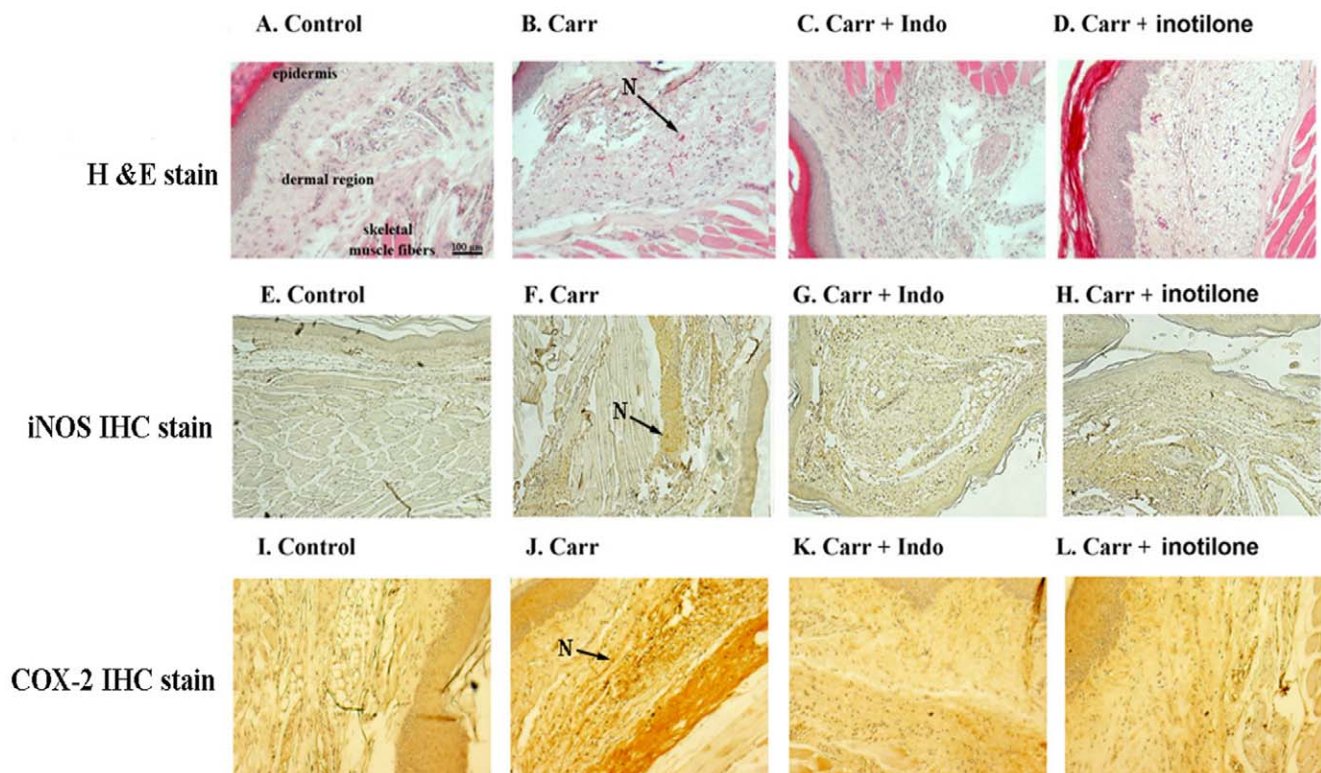 A. Control B. Carr C. Carr + Indo D. Carr + inotilone
epidermis
N
dermal region
skeletal
muscle fibers
100 μm
H &E stain
E. Control F. Carr G. Carr + Indo H. Carr + inotilone
N
iNOS IHC stain
I. Control J. Carr K. Carr + Indo L. Carr + inotilone
N
COX-2 IHC stain